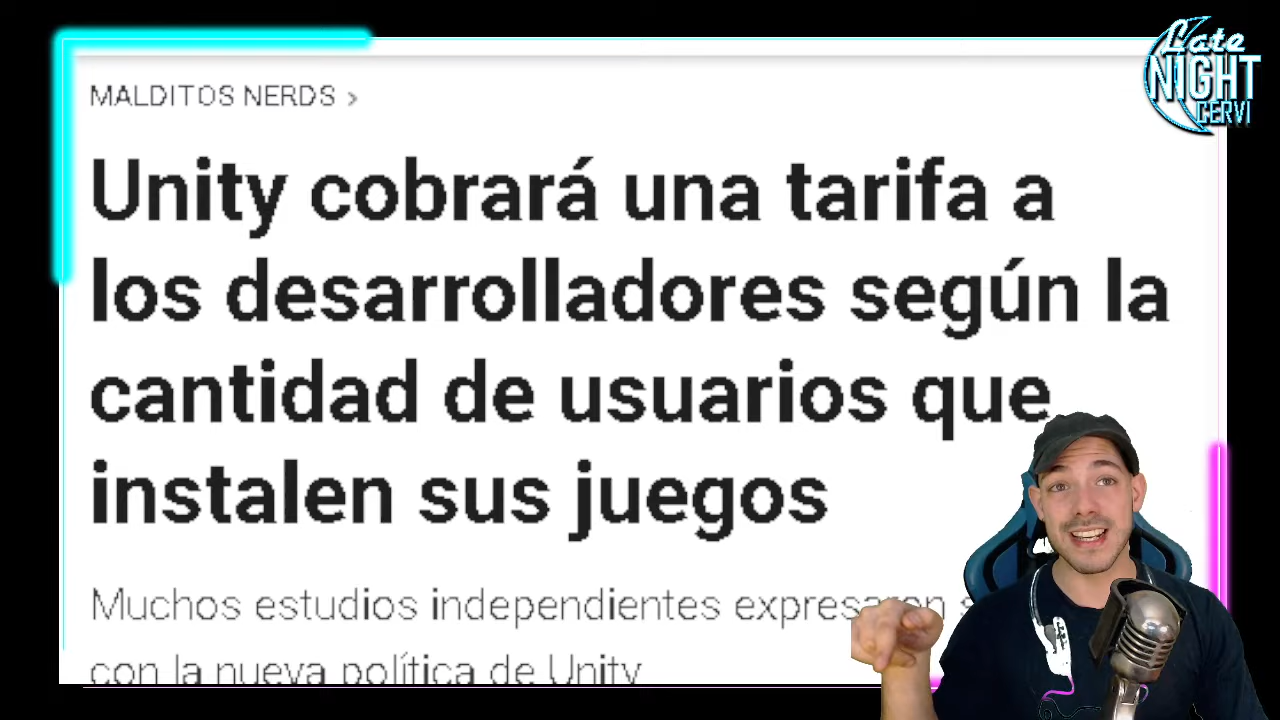 Late
NIGHT
CERVI
MALDITOS NERDS >
Unity cobrará una tarifa a
los desarrolladores según la
cantidad de usuarios que
instalen sus juegos
Muchos estudios independientes expresaron
con la nueva política de Unity